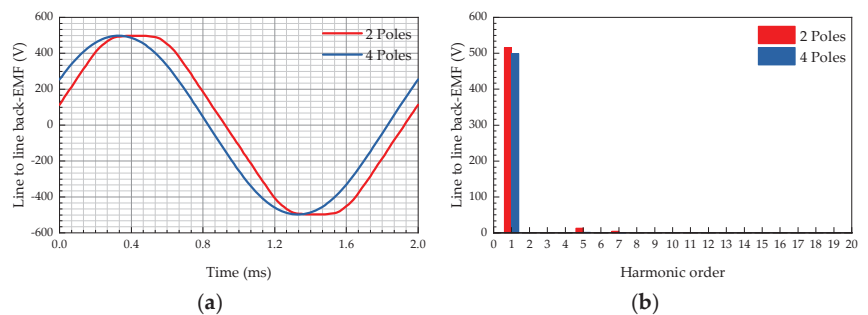 600
400
200
0
-200
-400
-600
Line to line back-EMF (V)
2 Poles
4 Poles
0.0 0.4 0.8 1.2 1.6 2.0
Time (ms)
(a)
600
500
400
300
200
100
0
Line to line back-EMF (V)
2 Poles
4 Poles
0 1 2 3 4 5 6 7 8 9 10 11 12 13 14 15 16 17 18 19 20
Harmonic order
(b)